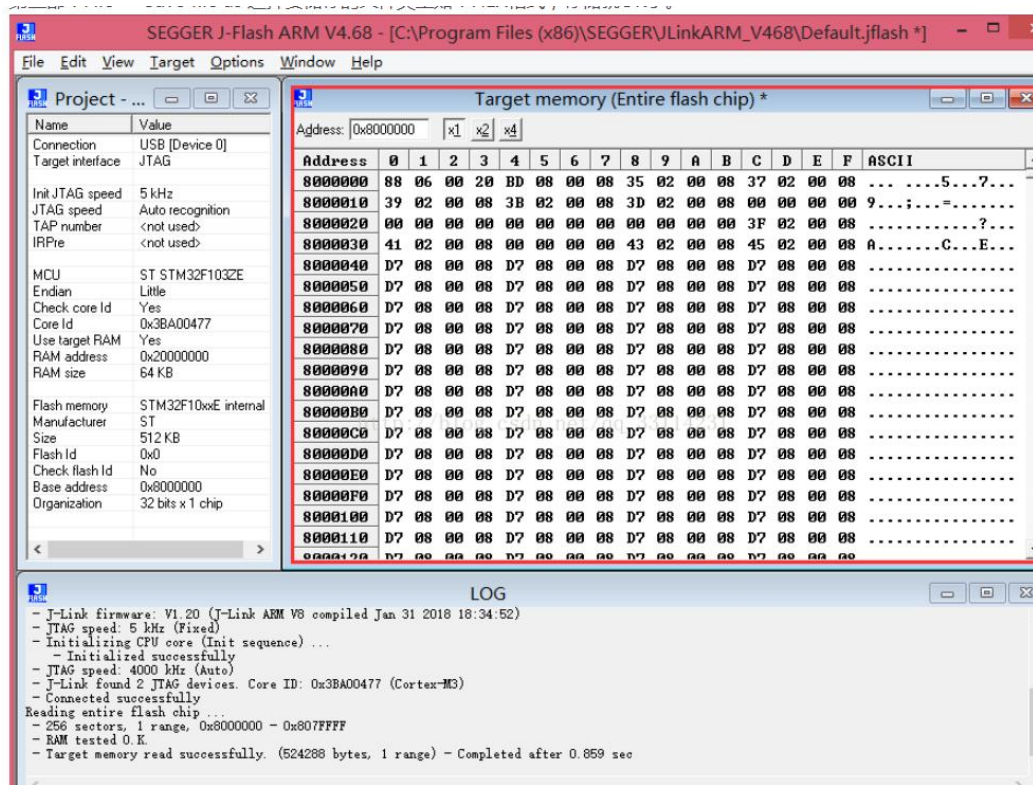 SEGGER J-Flash ARM V4.68 - [C:\Program Files (x86)\SEGGER\JLinkARM_V468\Default.jflash *]
File Edit View Target Options Window Help
Project - ...
Name Value
Connection USB [Device 0]
Target interface JTAG
Init JTAG speed 5 kHz
JTAG speed Auto recognition
TAP number <not used>
IRPre <not used>
MCU ST STM32F103ZE
Endian Little
Check core Id Yes
Core Id 0x3BA00477
Use target RAM Yes
RAM address 0x20000000
RAM size 64 KB
Flash memory STM32F10xxE internal
Manufacturer ST
Size 512 KB
Flash Id 0x0
Check flash Id No
Base address 0x8000000
Organization 32 bits x 1 chip
Target memory (Entire flash chip) *
Address: 0x8000000 x1 x2 x4
Address 0 1 2 3 4 5 6 7 8 9 A B C D E F ASCII
8000000 88 06 00 20 BD 08 00 08 35 02 00 08 37 02 00 08 ... ....5...7...
8000010 39 02 00 08 3B 02 00 08 3D 02 00 08 00 00 00 00 9...;...=.......
8000020 00 00 00 00 00 00 00 00 00 00 00 00 3F 02 00 08 ............?...
8000030 41 02 00 08 00 00 00 00 43 02 00 08 45 02 00 08 A.......C...E...
8000040 D7 08 00 08 D7 08 00 08 D7 08 00 08 D7 08 00 08 ................
8000050 D7 08 00 08 D7 08 00 08 D7 08 00 08 D7 08 00 08 ................
8000060 D7 08 00 08 D7 08 00 08 D7 08 00 08 D7 08 00 08 ................
8000070 D7 08 00 08 D7 08 00 08 D7 08 00 08 D7 08 00 08 ................
8000080 D7 08 00 08 D7 08 00 08 D7 08 00 08 D7 08 00 08 ................
8000090 D7 08 00 08 D7 08 00 08 D7 08 00 08 D7 08 00 08 ................
80000A0 D7 08 00 08 D7 08 00 08 D7 08 00 08 D7 08 00 08 ................
80000B0 D7 08 00 08 D7 08 00 08 D7 08 00 08 D7 08 00 08 ................
80000C0 D7 08 00 08 D7 08 00 08 D7 08 00 08 D7 08 00 08 ................
80000D0 D7 08 00 08 D7 08 00 08 D7 08 00 08 D7 08 00 08 ................
80000E0 D7 08 00 08 D7 08 00 08 D7 08 00 08 D7 08 00 08 ................
80000F0 D7 08 00 08 D7 08 00 08 D7 08 00 08 D7 08 00 08 ................
8000100 D7 08 00 08 D7 08 00 08 D7 08 00 08 D7 08 00 08 ................
8000110 D7 08 00 08 D7 08 00 08 D7 08 00 08 D7 08 00 08 ................
LOG
- J-Link firmware: V1.20 (J-Link ARM V8 compiled Jan 31 2018 18:34:52)
- JTAG speed: 5 kHz (Fixed)
- Initializing CPU core (Init sequence) ...
- Initialized successfully
- JTAG speed: 4000 kHz (Auto)
- J-Link found 2 JTAG devices. Core ID: 0x3BA00477 (Cortex-M3)
- Connected successfully
Reading entire flash chip ...
- 256 sectors, 1 range, 0x8000000 - 0x807FFFF
- RAM tested O.K.
- Target memory read successfully. (524288 bytes, 1 range) - Completed after 0.859 sec